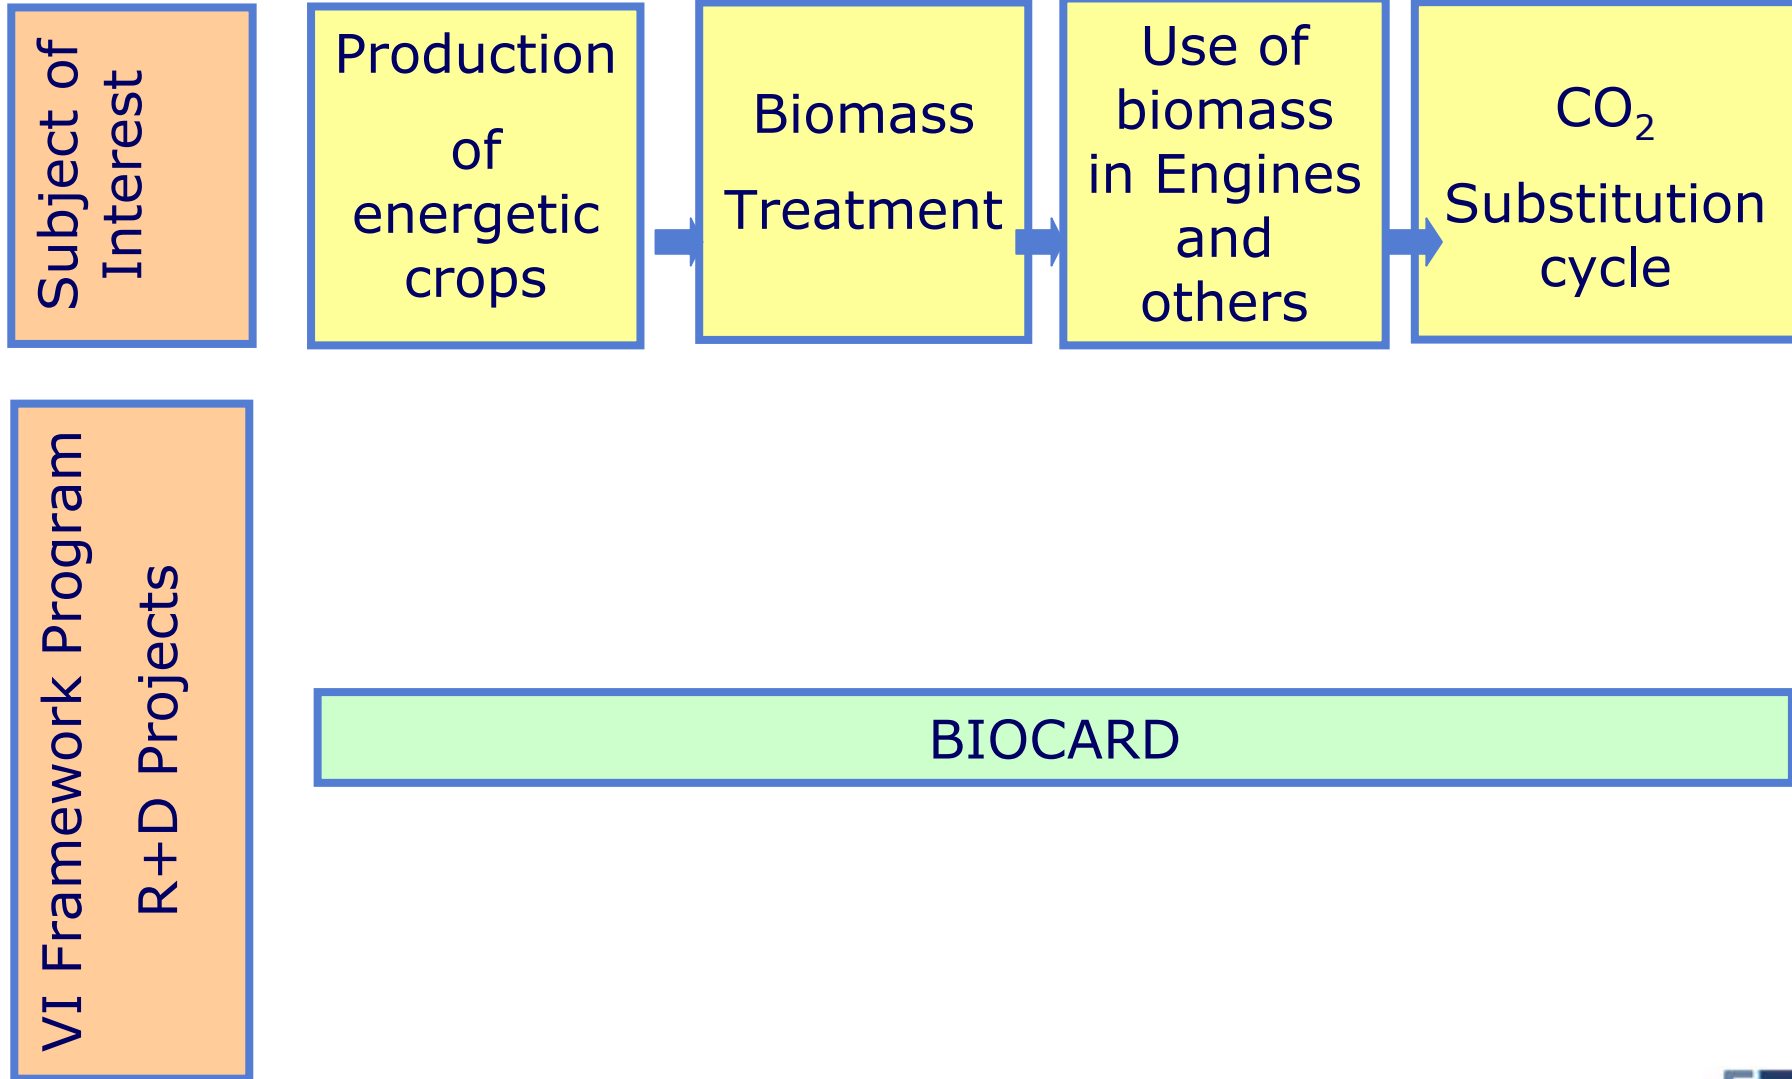 Subject of
Interest
Production
of
energetic
crops
Biomass
Treatment
Use of
biomass
in Engines
and
others
CO₂
Substitution
cycle
VI Framework Program
R+D Projects
BIOCARD